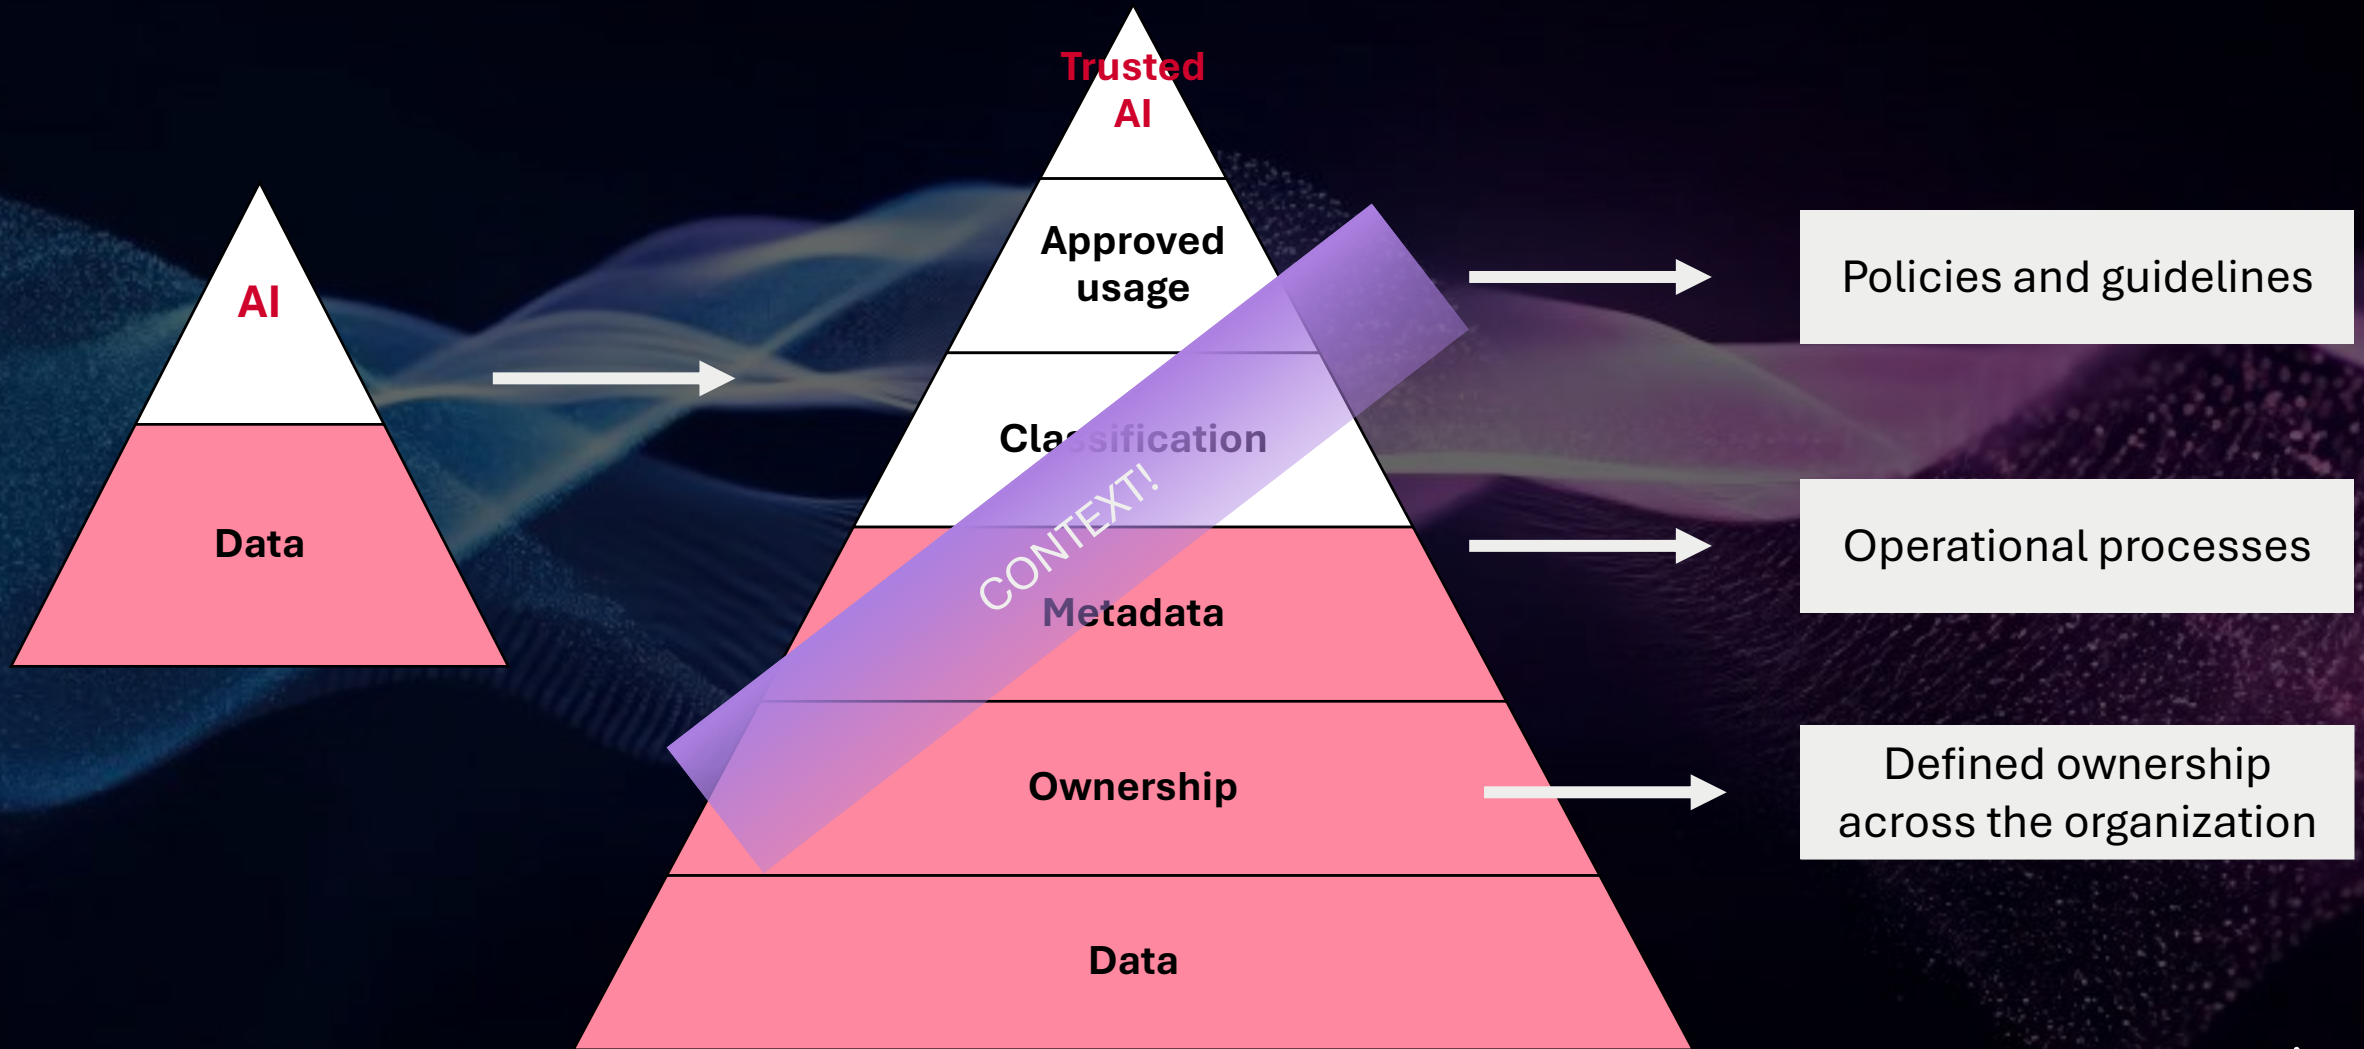 AI
Data
Trusted
AI
Approved
usage
Classification
CONTEXT!
Metadata
Ownership
Data
Policies and guidelines
Operational processes
Defined ownership
across the organization